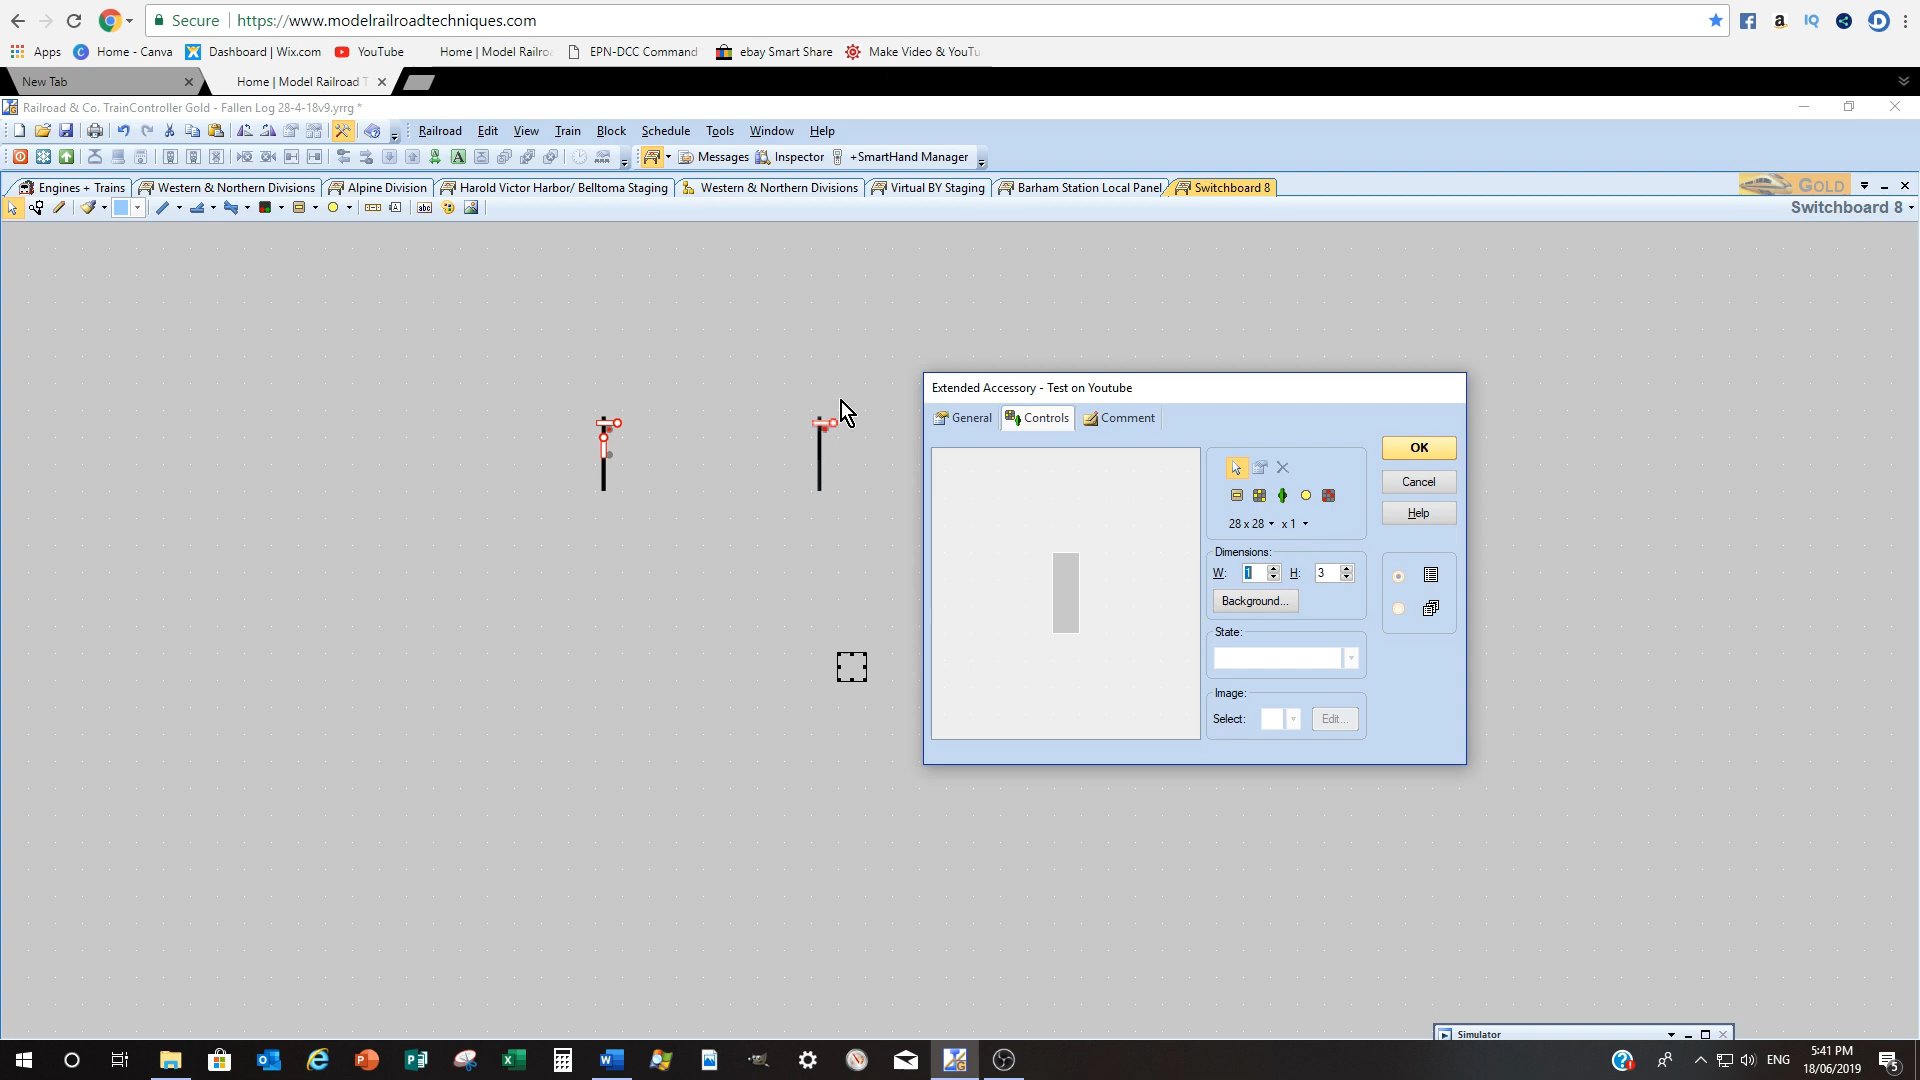 Secure https://www.modelrailroadtechniques.com
Apps Home - Canva Dashboard | Wix.com YouTube Home | Model Railro EPN-DCC Command ebay Smart Share Make Video & YouTu
New Tab Home | Model Railroad T
Railroad & Co. TrainController Gold - Fallen Log 28-4-18v9.yrrg *
Railroad Edit View Train Block Schedule Tools Window Help
Messages Inspector +SmartHand Manager
Engines + Trains Western & Northern Divisions Alpine Division Harold Victor Harbor/ Belltoma Staging Western & Northern Divisions Virtual BY Staging Barham Station Local Panel Switchboard 8 GOLD
abc Switchboard 8
Extended Accessory - Test on Youtube
General Controls Comment
OK
Cancel
Help
28 x 28 x 1
Dimensions:
W: 1 H: 3
Background...
State:
Image:
Select: Edit...
Simulator
ENG 5:41 PM
18/06/2019 5